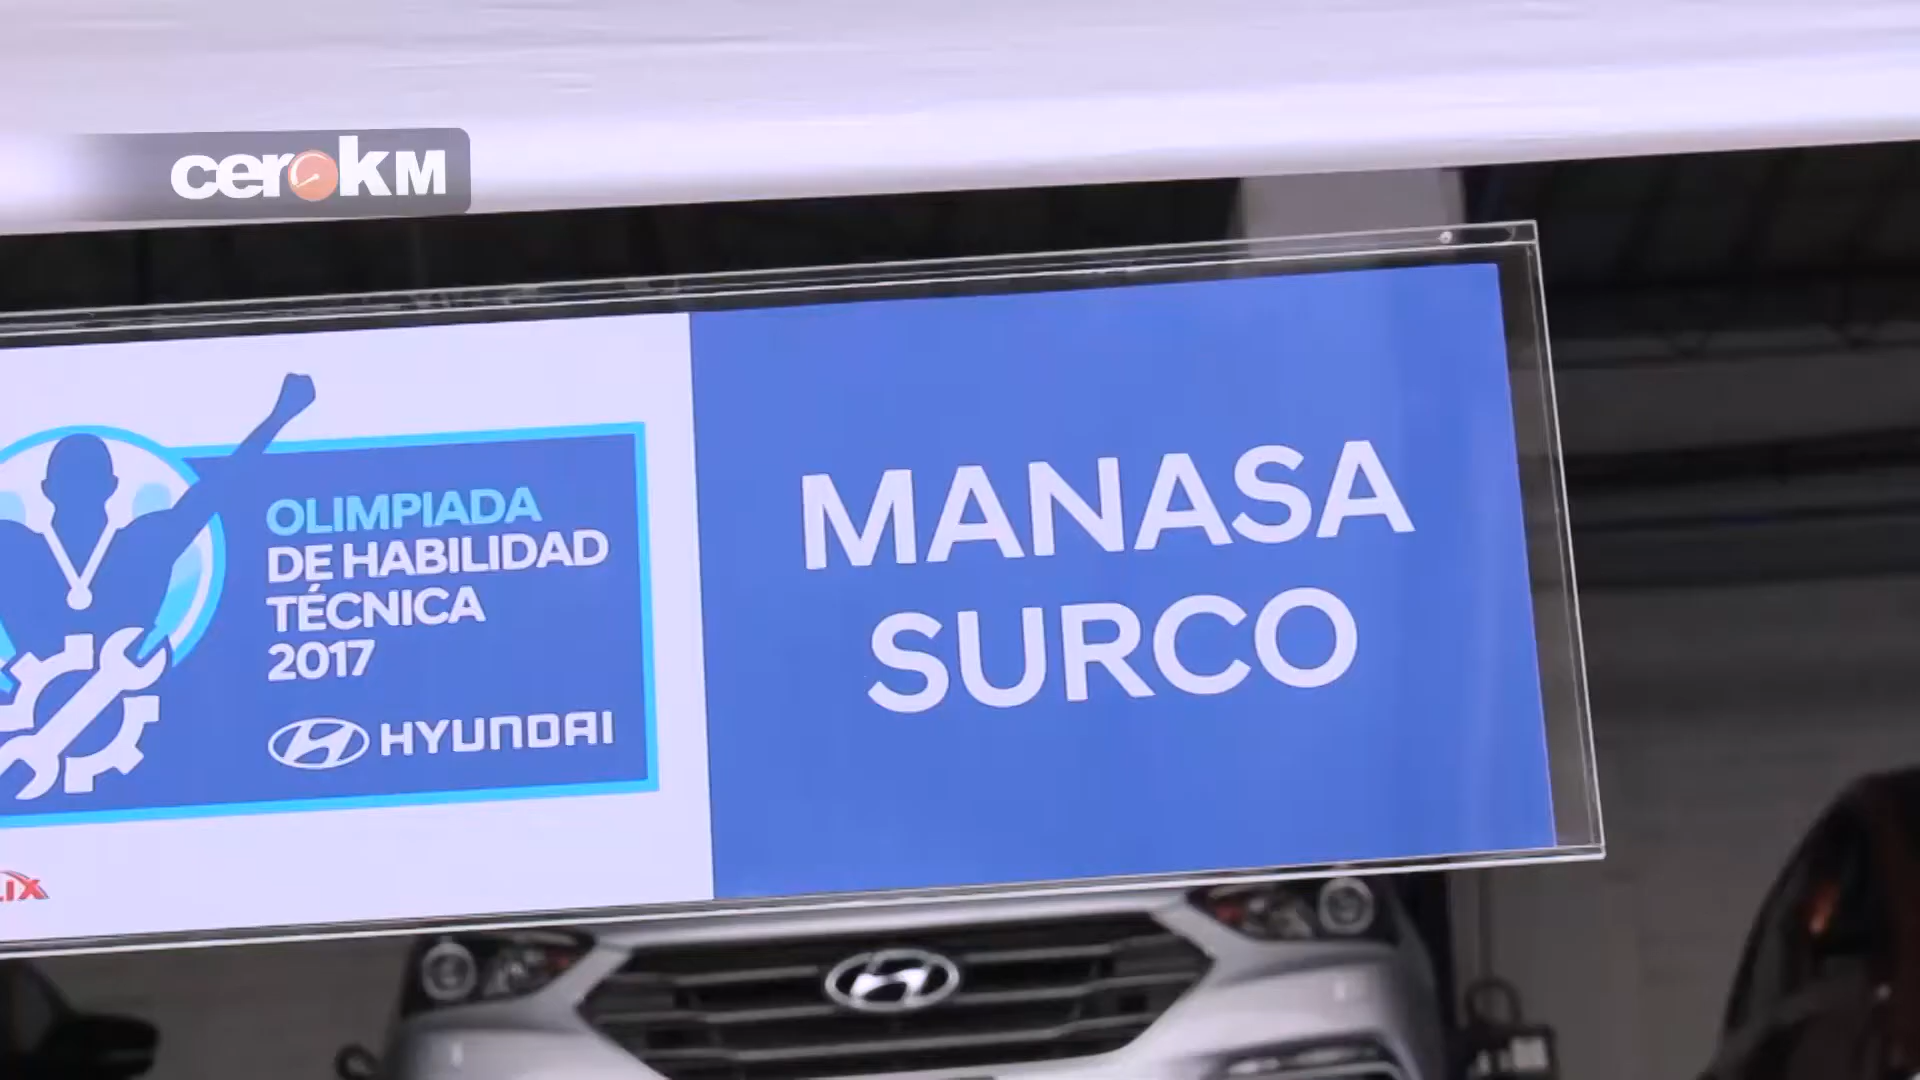 cerokm
OLIMPIADA
DE HABILIDAD
TÉCNICA
2017
HYUNDAI
MANASA
SURCO